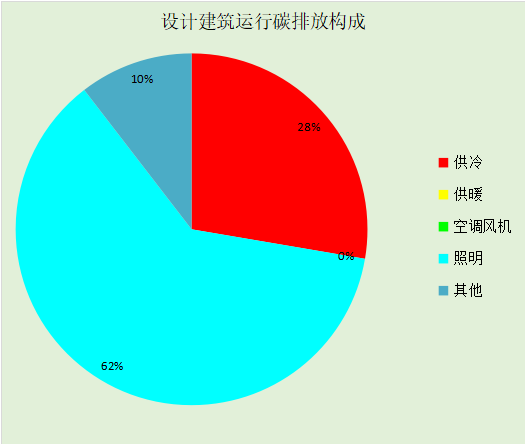 设计建筑运行碳排放构成
10%
28%
供冷
供暖
空调风机
0%
照明
其他
62%